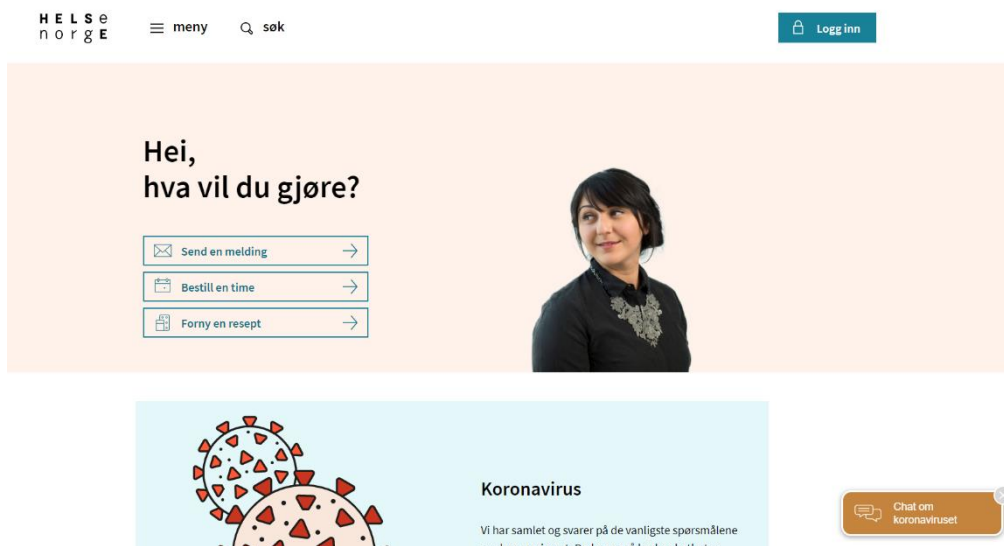 HELSe
norgE
meny
søk
Logg inn
Hei,
hva vil du gjøre?
Send en melding
Bestill en time
Forny en resept
Koronavirus
Vi har samlet og svarer på de vanligste spørsmålene
Chat om
koronaviruset